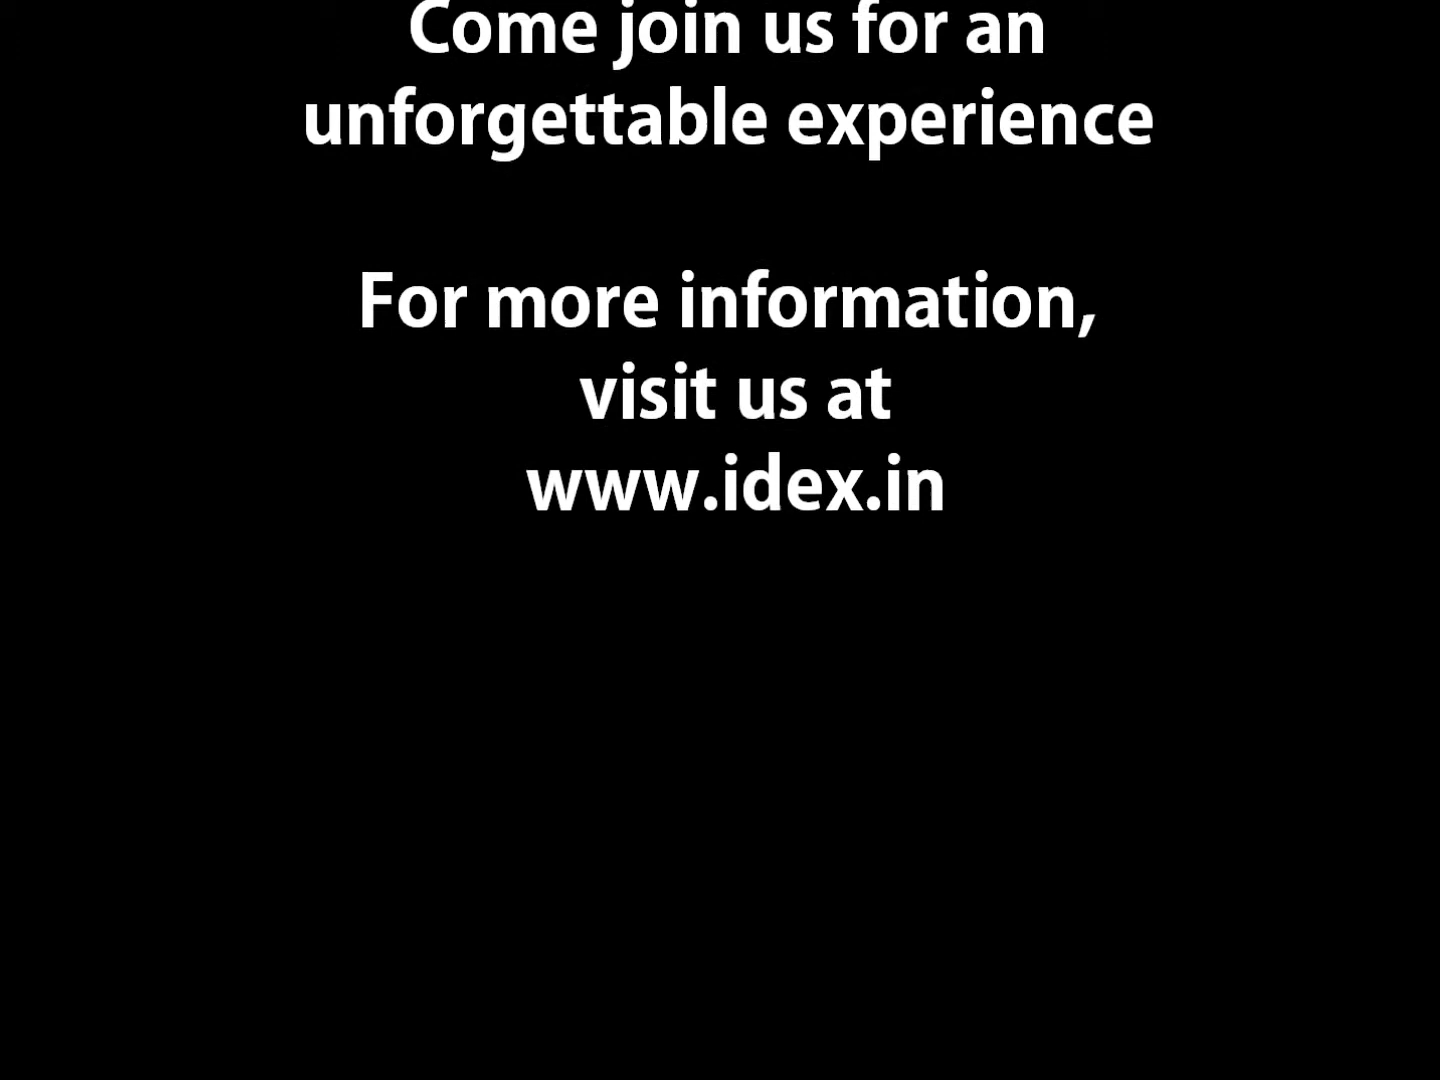 Come join us for an
unforgettable experience
For more information,
visit us at
www.idex.in